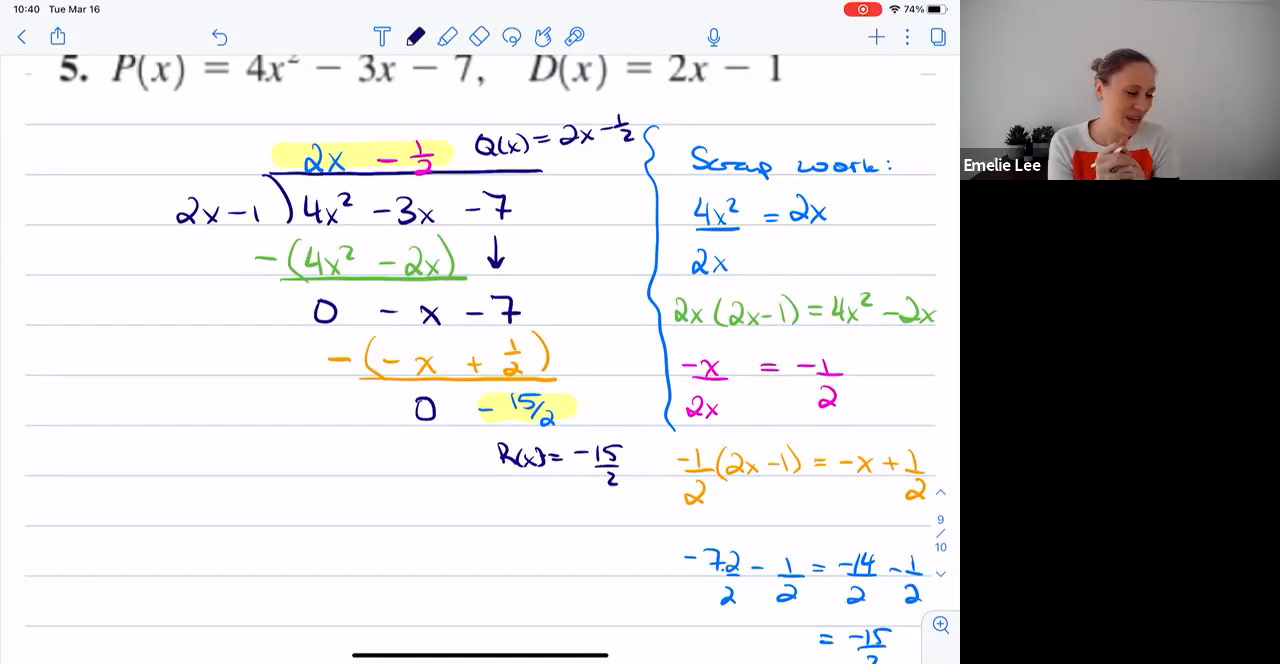 10:40 Tue Mar 16
74%
5. P(x) = 4x² − 3x − 7, D(x) = 2x − 1
Q(x) = 2x - 1/2
2x - 1/2
2x-1 ) 4x² -3x -7
-(4x² -2x) ↓
0 - x - 7
-(-x + 1/2)
0 - 15/2
R(x) = -15/2
Scrap work:
4x²/2x = 2x
2x(2x-1) = 4x² -2x
-x/2x = -1/2
-1/2(2x-1) = -x + 1/2
-7.2/2 - 1/2 = -14/2 - 1/2
= -15/2
9
/
10
Emelie Lee